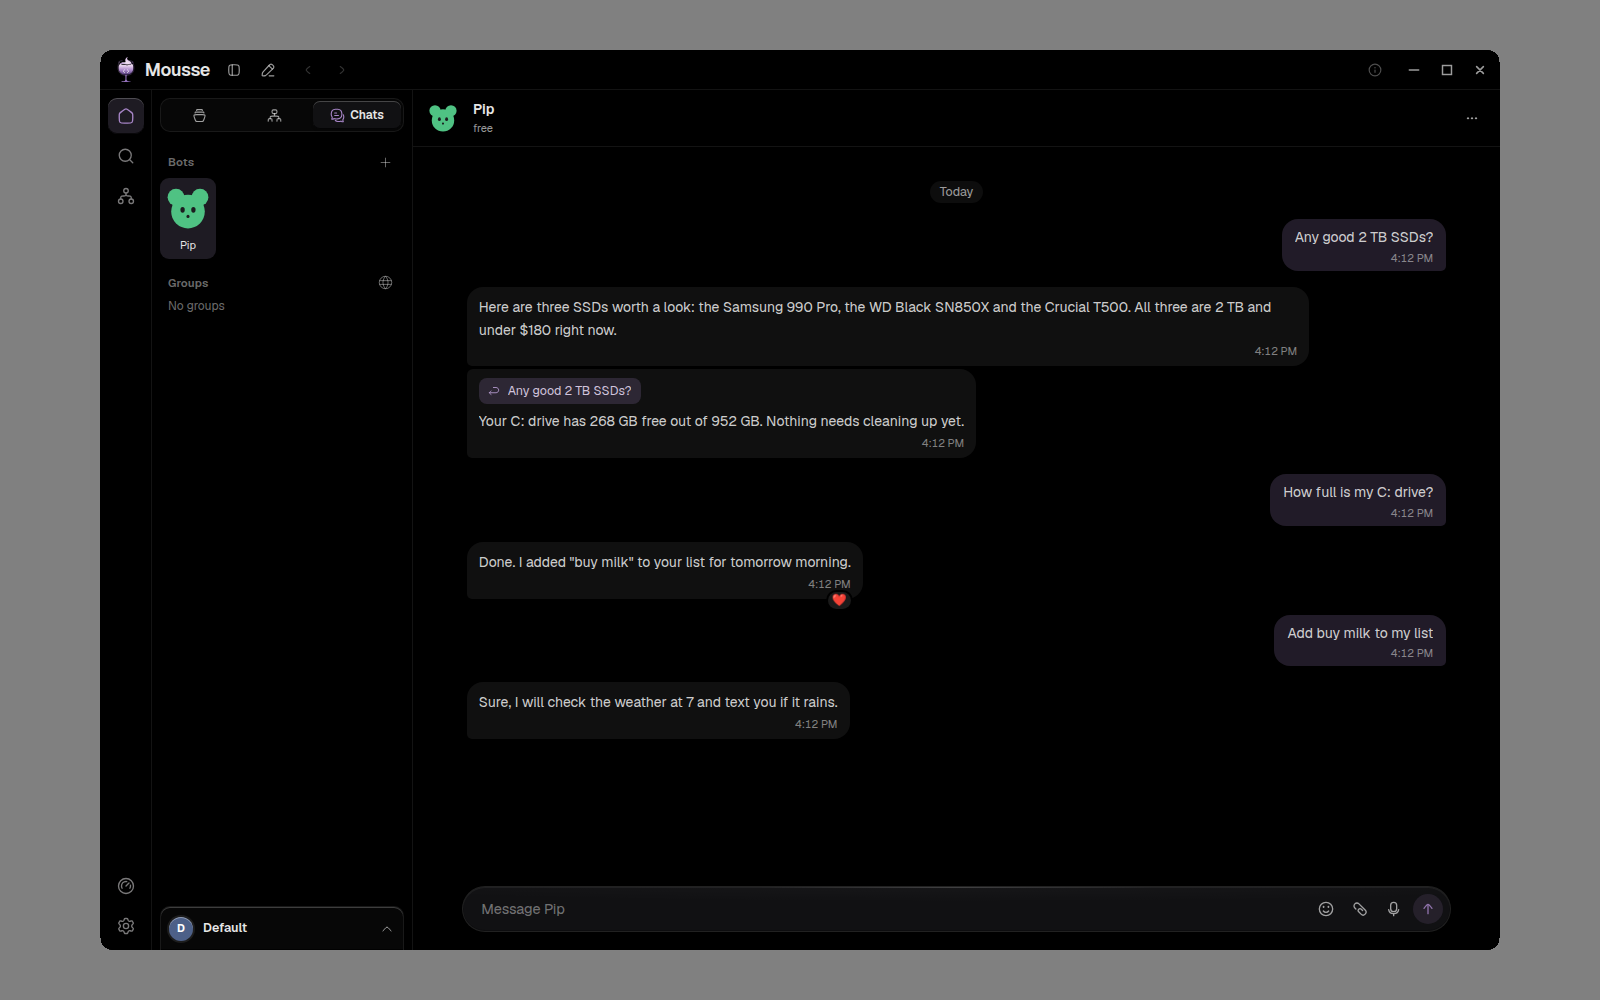 Mousse
Chats
Bots
Pip
Groups
No groups
D
Default
Pip
free
Today
Any good 2 TB SSDs?
4:12 PM
Here are three SSDs worth a look: the Samsung 990 Pro, the WD Black SN850X and the Crucial T500. All three are 2 TB and
under $180 right now.
4:12 PM
Any good 2 TB SSDs?
Your C: drive has 268 GB free out of 952 GB. Nothing needs cleaning up yet.
4:12 PM
How full is my C: drive?
4:12 PM
Done. I added "buy milk" to your list for tomorrow morning.
4:12 PM
Add buy milk to my list
4:12 PM
Sure, I will check the weather at 7 and text you if it rains.
4:12 PM
Message Pip